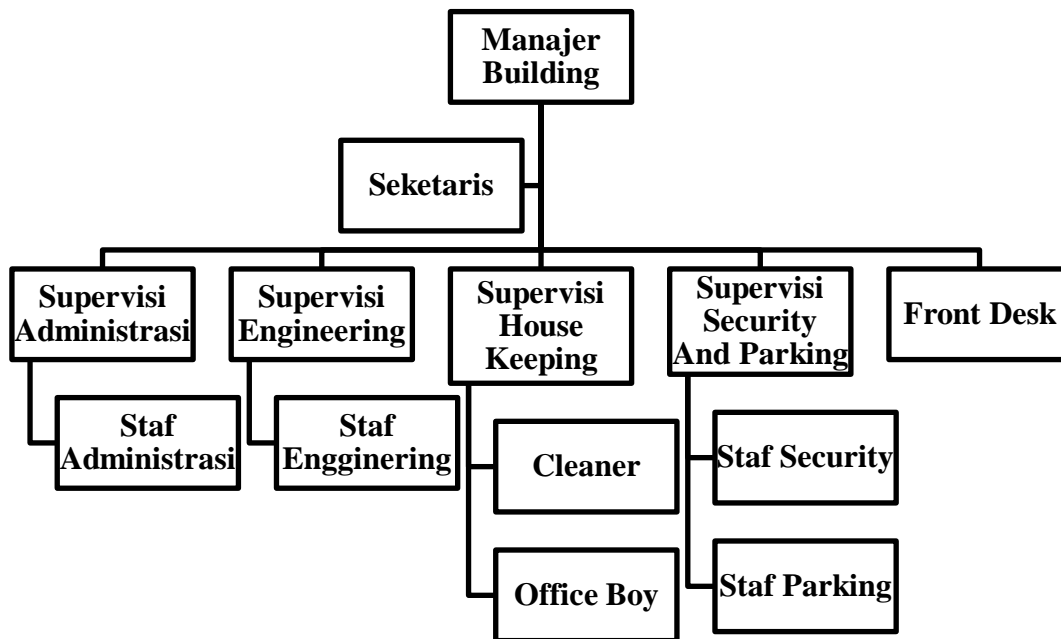 Manajer
Building
Seketaris
Supervisi
Administrasi
Supervisi
Engineering
Supervisi
House
Keeping
Supervisi
Security
And Parking
Front Desk
Staf
Administrasi
Staf
Engginering
Cleaner
Staf Security
Office Boy
Staf Parking